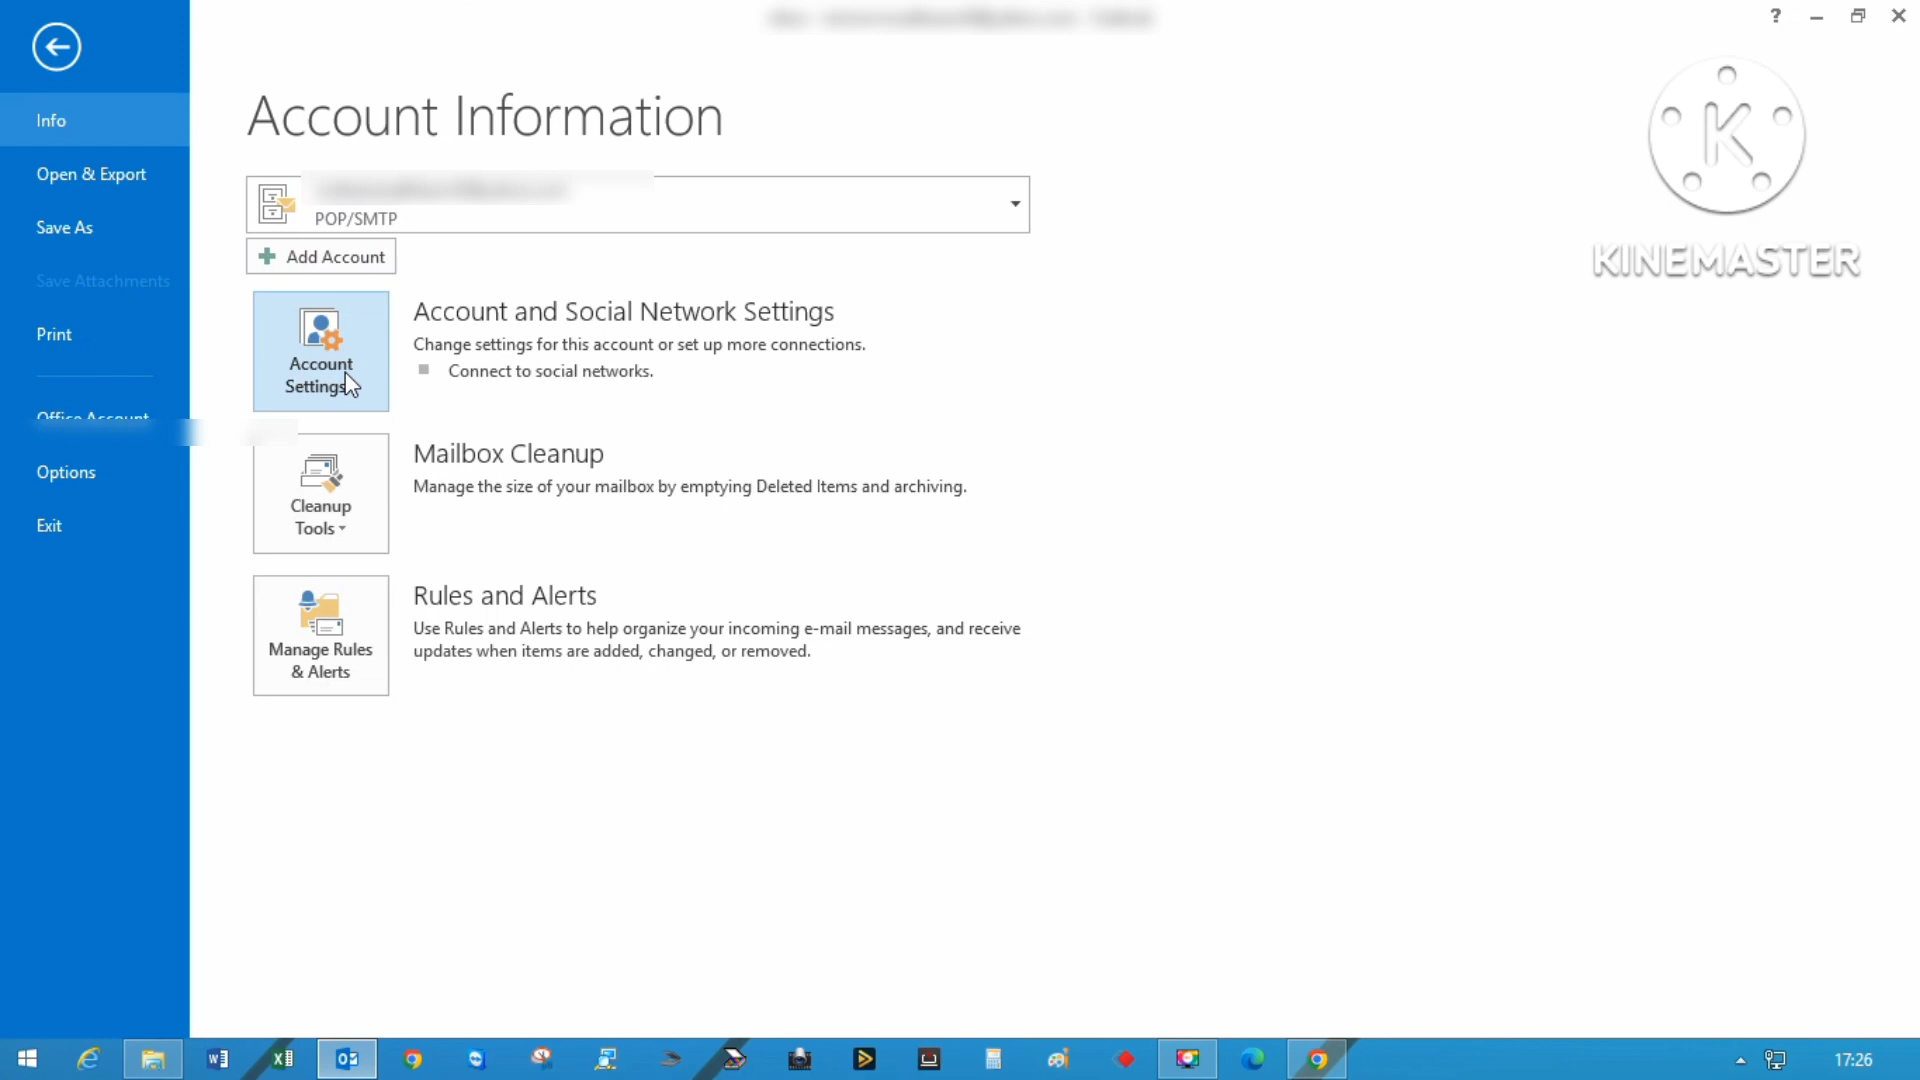 ?
Info
Open & Export
Save As
Save Attachments
Print
Office Account
Options
Exit
Account Information
POP/SMTP
Add Account
Account
Settings
Account and Social Network Settings
Change settings for this account or set up more connections.
Connect to social networks.
Cleanup
Tools
Mailbox Cleanup
Manage the size of your mailbox by emptying Deleted Items and archiving.
Manage Rules
& Alerts
Rules and Alerts
Use Rules and Alerts to help organize your incoming e-mail messages, and receive
updates when items are added, changed, or removed.
K
KINEMASTER
17:26